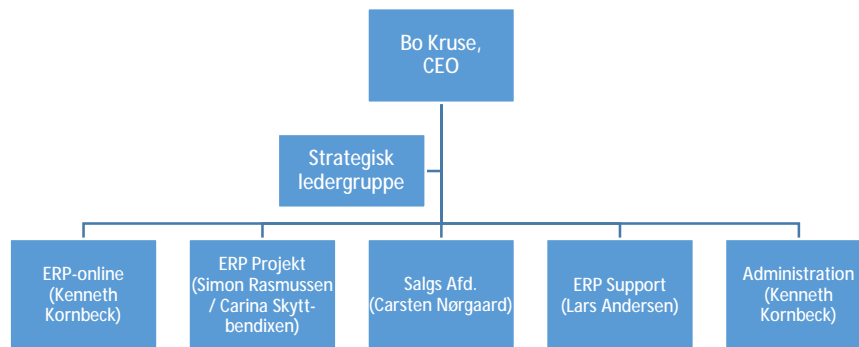 Bo Kruse,
CEO
Strategisk
ledergruppe
ERP-online
(Kenneth
Kornbeck)
ERP Projekt
(Simon Rasmussen
/ Carina Skytt-
bendixen)
Salgs Afd.
(Carsten Nørgaard)
ERP Support
(Lars Andersen)
Administration
(Kenneth
Kornbeck)